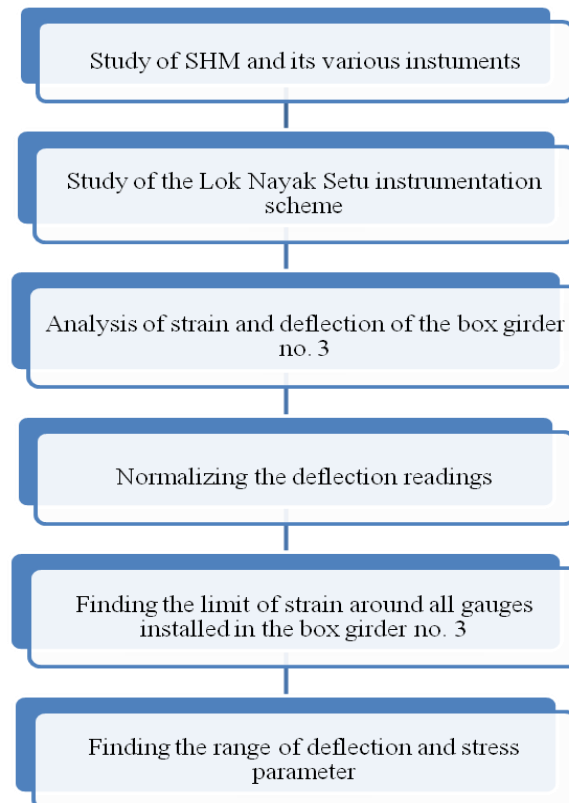 Study of SHM and its various instuments
Study of the Lok Nayak Setu instrumentation
scheme
Analysis of strain and deflection of the box girder
no. 3
Normalizing the deflection readings
Finding the limit of strain around all gauges
installed in the box girder no. 3
Finding the range of deflection and stress
parameter